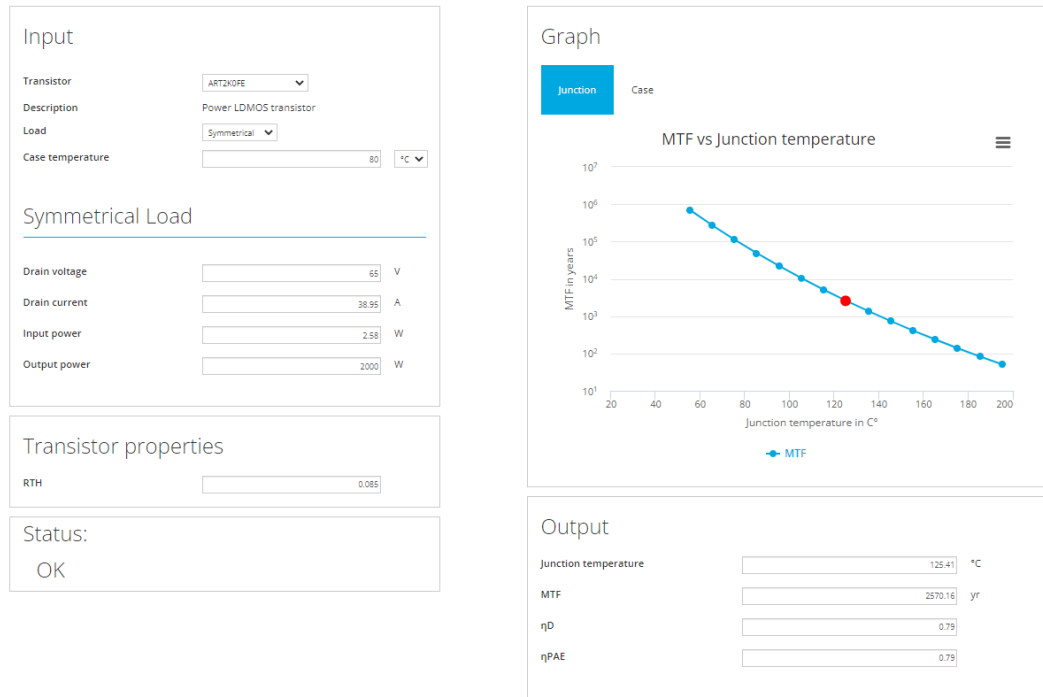 Input
Transistor ART2K0FE
Description Power LDMOS transistor
Load Symmetrical
Case temperature 80 °C
Symmetrical Load
Drain voltage 65 V
Drain current 38.95 A
Input power 2.58 W
Output power 2000 W
Transistor properties
RTH 0.085
Status:
OK
Graph
Junction Case
MTF vs Junction temperature
10⁷
10⁶
10⁵
10⁴
10³
10²
10¹
MTF in years
20 40 60 80 100 120 140 160 180 200
Junction temperature in C°
MTF
Output
Junction temperature 125.41 °C
MTF 2570.16 yr
ηD 0.79
ηPAE 0.79